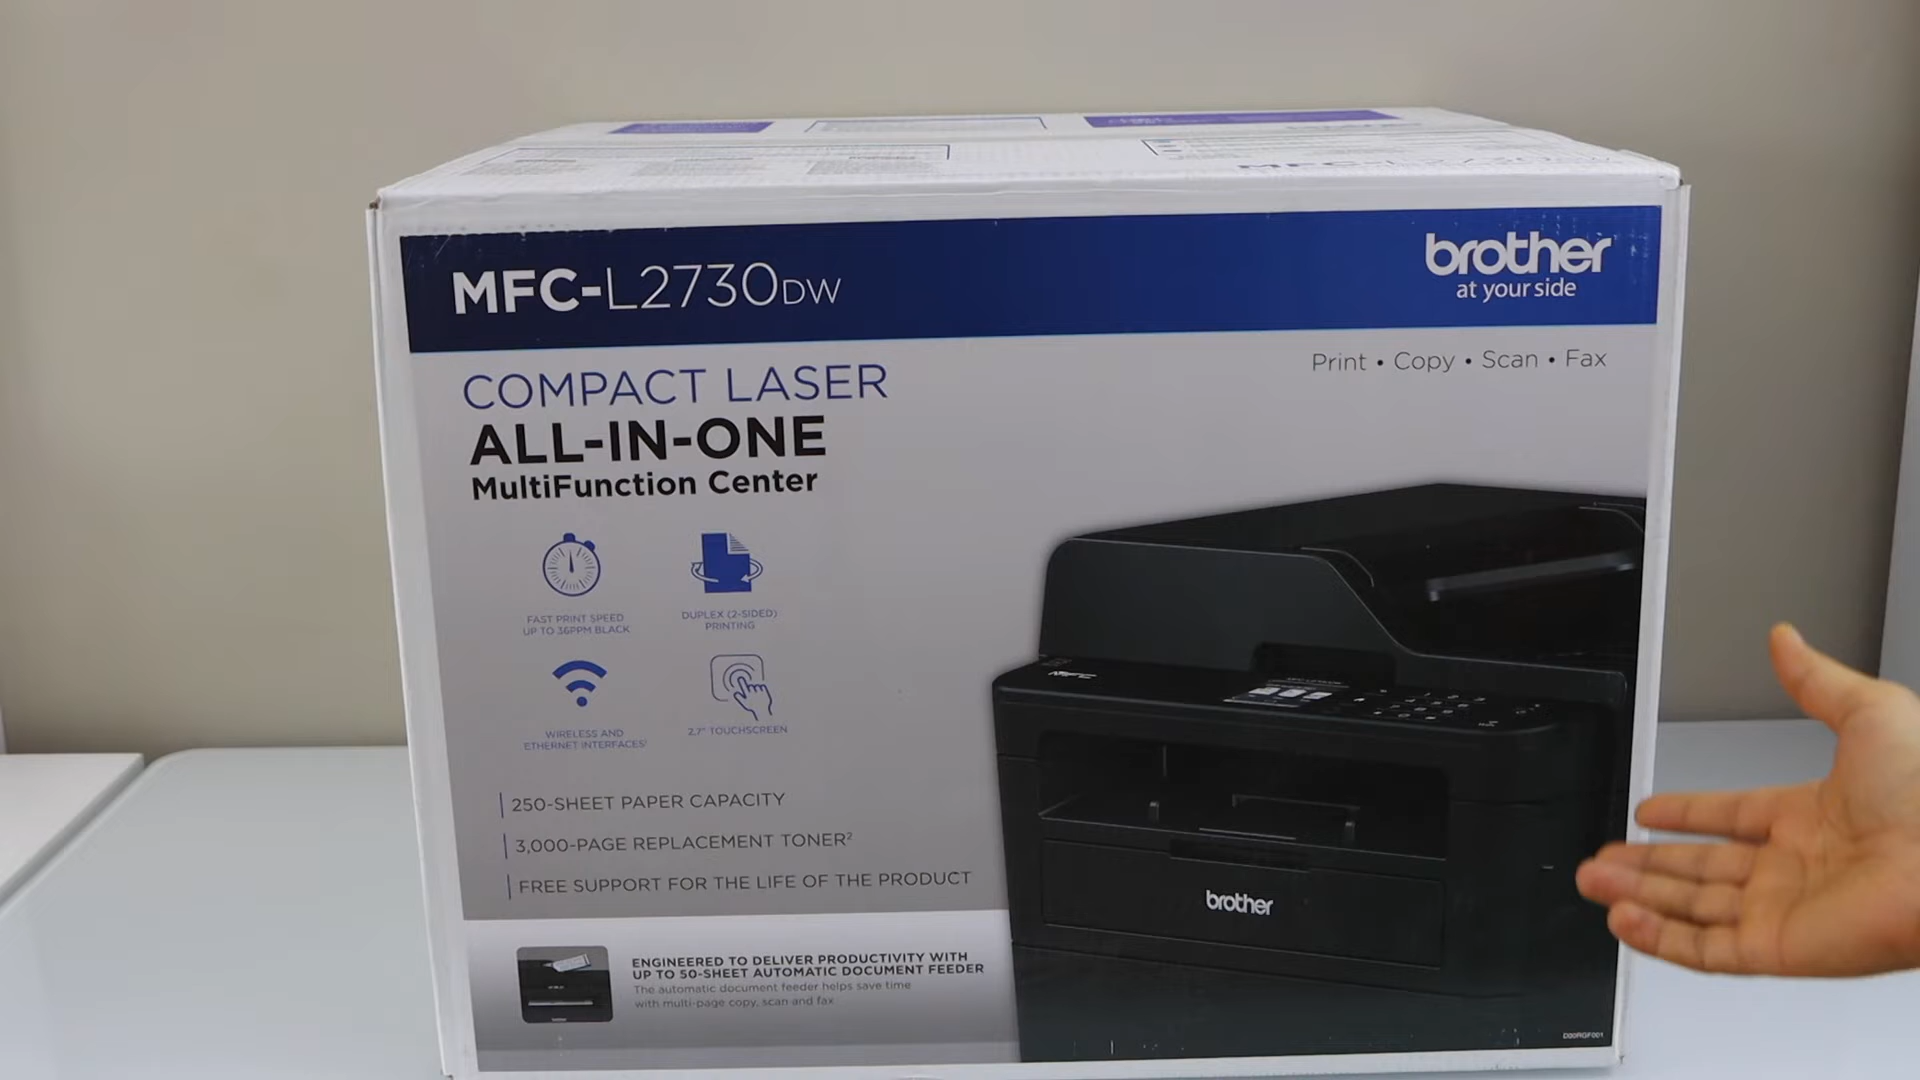 MFC-L2730DW
brother
at your side
Print • Copy • Scan • Fax
COMPACT LASER
ALL-IN-ONE
MultiFunction Center
FAST PRINT SPEED
UP TO 36PPM BLACK
DUPLEX (2-SIDED)
PRINTING
WIRELESS AND
ETHERNET INTERFACES¹
2.7" TOUCHSCREEN
MFC
250-SHEET PAPER CAPACITY
3,000-PAGE REPLACEMENT TONER²
FREE SUPPORT FOR THE LIFE OF THE PRODUCT
brother
ENGINEERED TO DELIVER PRODUCTIVITY WITH
UP TO 50-SHEET AUTOMATIC DOCUMENT FEEDER
The automatic document feeder helps save time
with multi-page copy, scan and fax
brother